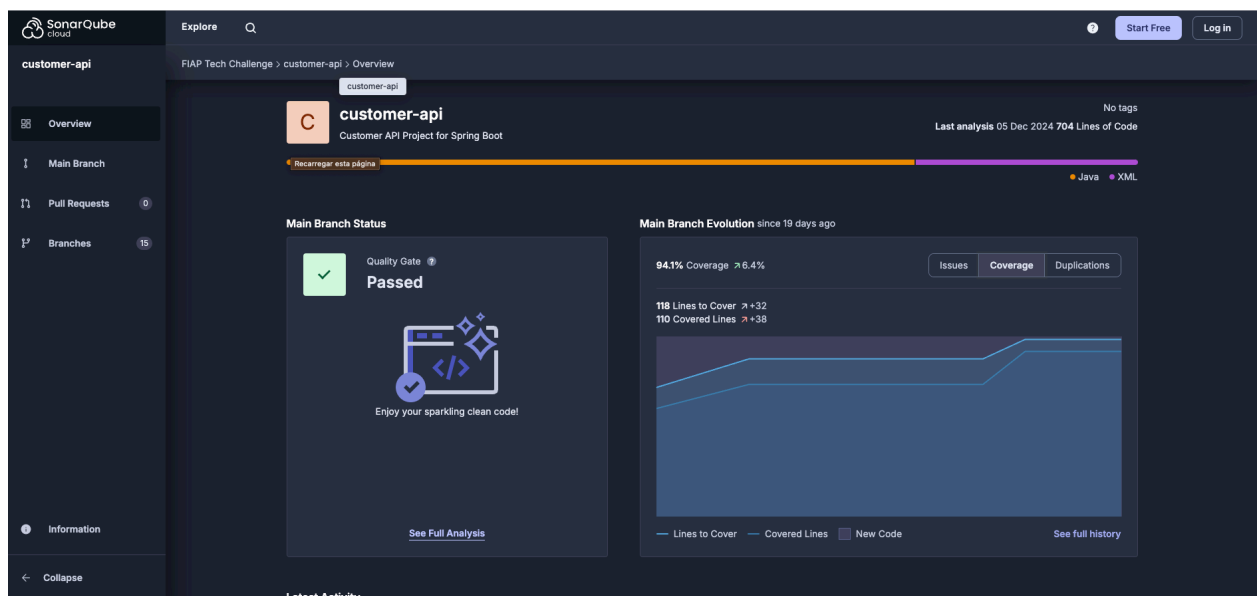 SonarQube
cloud
Explore
Start Free
Log in
customer-api
FIAP Tech Challenge > customer-api > Overview
customer-api
Overview
Main Branch
Pull Requests 0
Branches 15
Information
Collapse
C
customer-api
Customer API Project for Spring Boot
No tags
Last analysis 05 Dec 2024 704 Lines of Code
Recarregar esta página
Java XML
Main Branch Status
Quality Gate ?
Passed
</>
Enjoy your sparkling clean code!
See Full Analysis
Main Branch Evolution since 19 days ago
94.1% Coverage 6.4%
Issues Coverage Duplications
118 Lines to Cover +32
110 Covered Lines +38
Lines to Cover Covered Lines New Code
See full history
Latest Activity